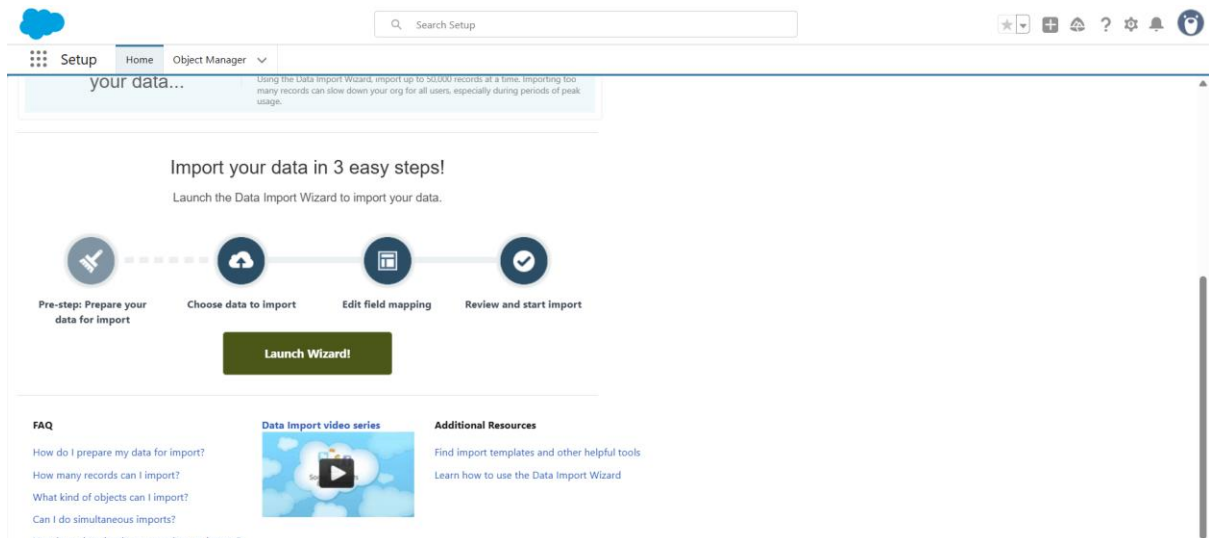 Search Setup
Setup
Home
Object Manager
your data...
Using the Data Import Wizard, import up to 50,000 records at a time. Importing too
many records can slow down your org for all users, especially during periods of peak
usage.
Import your data in 3 easy steps!
Launch the Data Import Wizard to import your data.
Pre-step: Prepare your
data for import
Choose data to import
Edit field mapping
Review and start import
Launch Wizard!
FAQ
How do I prepare my data for import?
How many records can I import?
What kind of objects can I import?
Can I do simultaneous imports?
Data Import video series
Additional Resources
Find import templates and other helpful tools
Learn how to use the Data Import Wizard